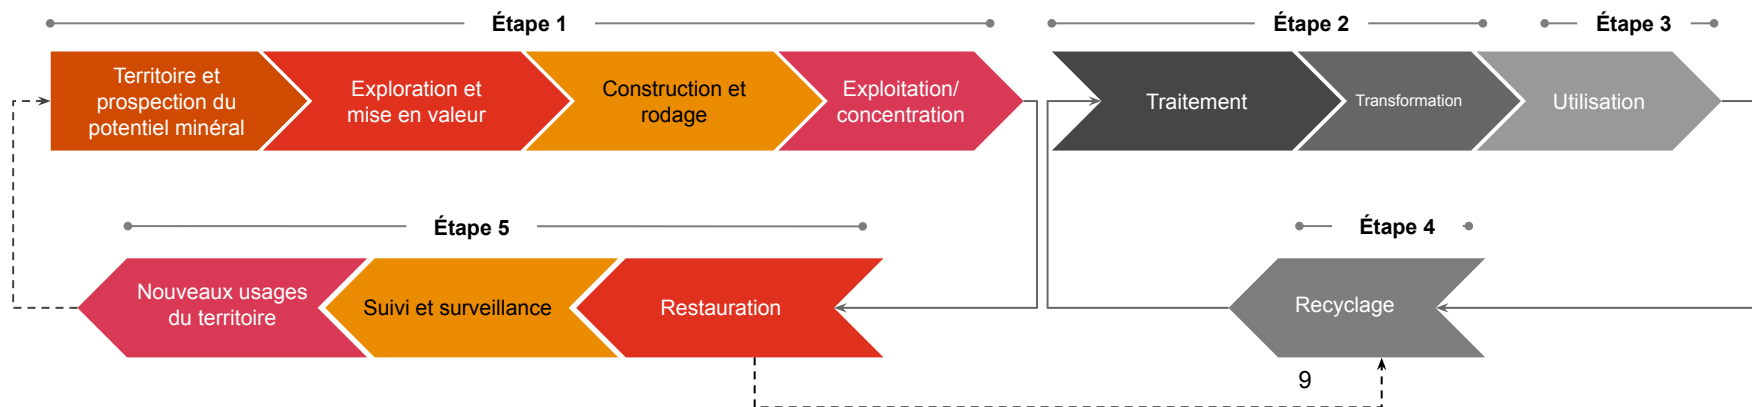 Étape 1
Étape 2
Étape 3
Territoire et
prospection du
potentiel minéral
Exploration et
mise en valeur
Construction et
rodage
Exploitation/
concentration
Traitement
Transformation
Utilisation
Étape 5
Étape 4
Nouveaux usages
du territoire
Suivi et surveillance
Restauration
Recyclage
9